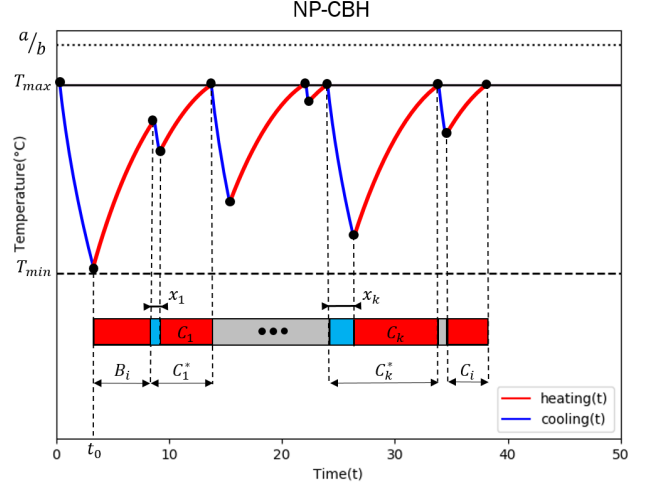 NP-CBH
a/b
T_max
Temperature(°C)
T_min
x_1
x_k
C_1
•••
C_k
B_i
C_1^*
C_k^*
C_i
heating(t)
cooling(t)
0 10 20 30 40 50
t_0
Time(t)